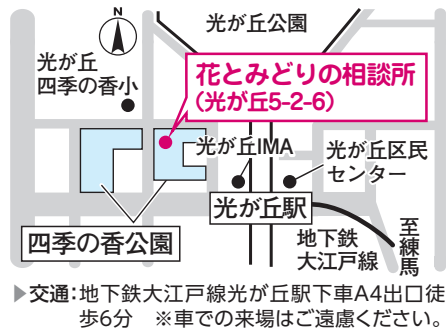 N
光が丘公園
光が丘
四季の香小
花とみどりの相談所
(光が丘5-2-6)
光が丘IMA
光が丘区民
センター
光が丘駅
四季の香公園
地下鉄
大江戸線
至練馬
▶交通:地下鉄大江戸線光が丘駅下車A4出口徒
歩6分 ※車での来場はご遠慮ください。